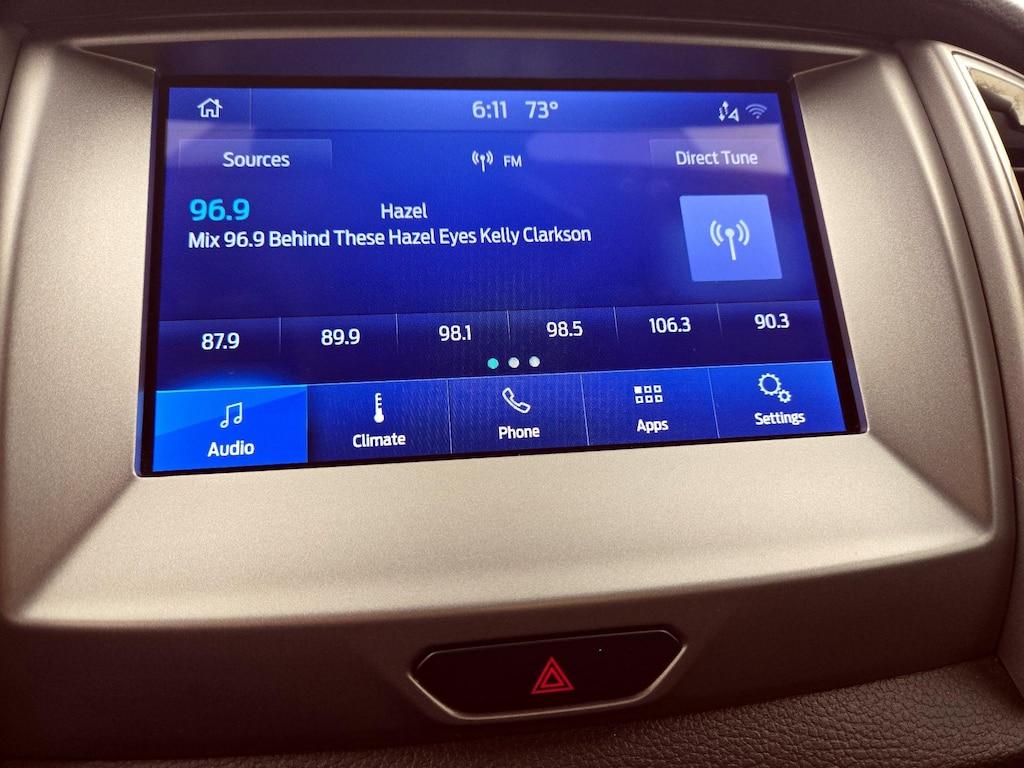 6:11 73°
Sources FM Direct Tune
96.9 Hazel
Mix 96.9 Behind These Hazel Eyes Kelly Clarkson
87.9 89.9 98.1 98.5 106.3 90.3
Audio Climate Phone Apps Settings